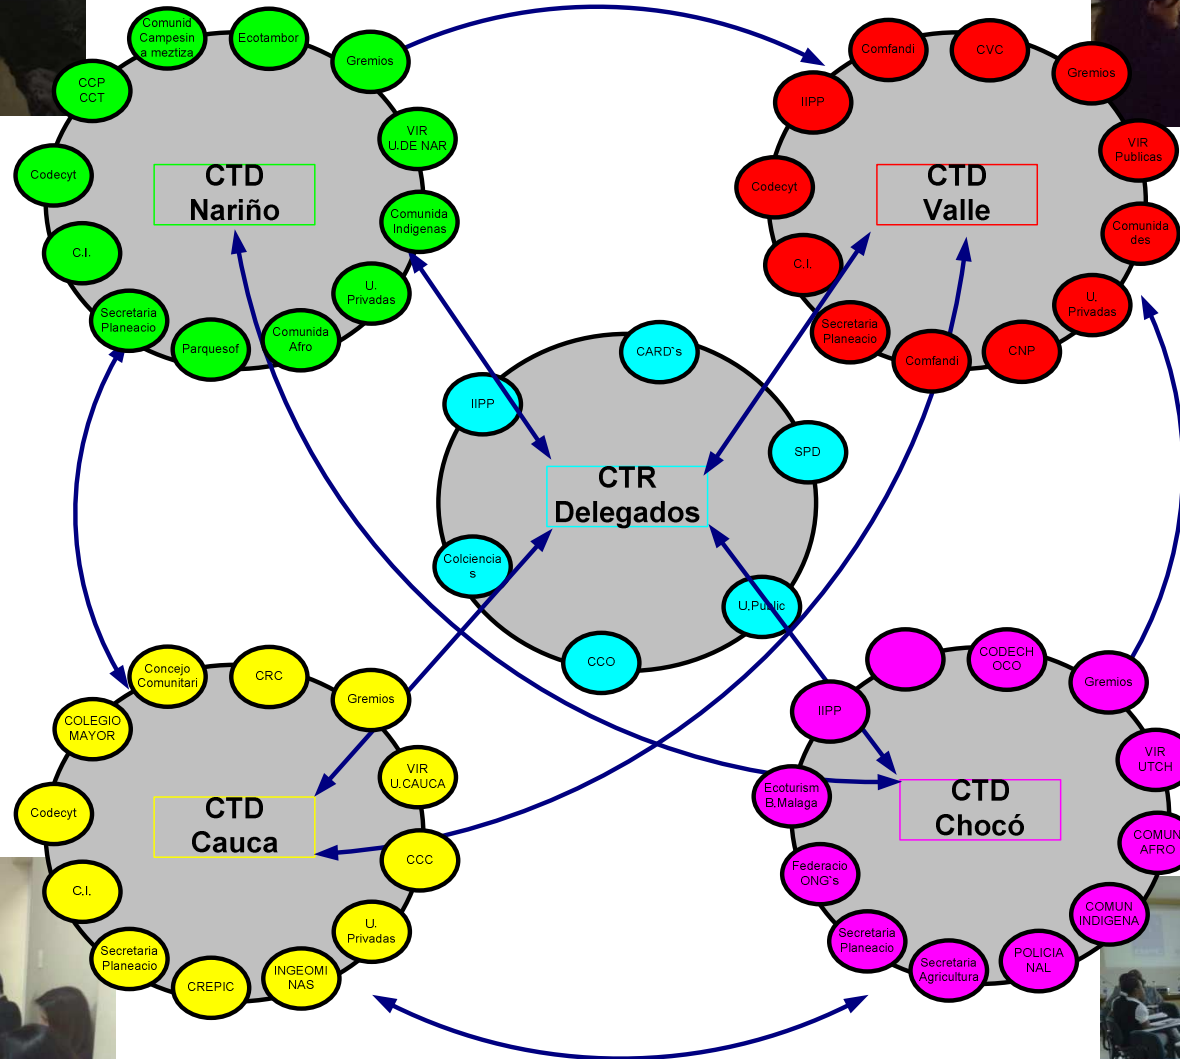 Comunid
Campesin
a meztiza
Ecotambor
Gremios
CCP
CCT
VIR
U.DE NAR
Codecyt
CTD
Nariño
Comunida
Indigenas
C.I.
U.
Privadas
Secretaria
Planeacio
Parquesof
Comunida
Afro
Comfandi
CVC
Gremios
IIPP
VIR
Publicas
Codecyt
CTD
Valle
Comunida
des
C.I.
U.
Privadas
Secretaria
Planeacio
Comfandi
CNP
CARD`s
IIPP
SPD
CTR
Delegados
Colciencia
s
U.Public
CCO
Concejo
Comunitari
CRC
Gremios
COLEGIO
MAYOR
VIR
U.CAUCA
Codecyt
CTD
Cauca
CCC
C.I.
U.
Privadas
Secretaria
Planeacio
CREPIC
INGEOMI
NAS
CODECH
OCO
Gremios
IIPP
VIR
UTCH
Ecoturism
B.Malaga
CTD
Chocó
COMUN
AFRO
Federacio
ONG`s
COMUN
INDIGENA
Secretaria
Planeacio
Secretaria
Agricultura
POLICIA
NAL